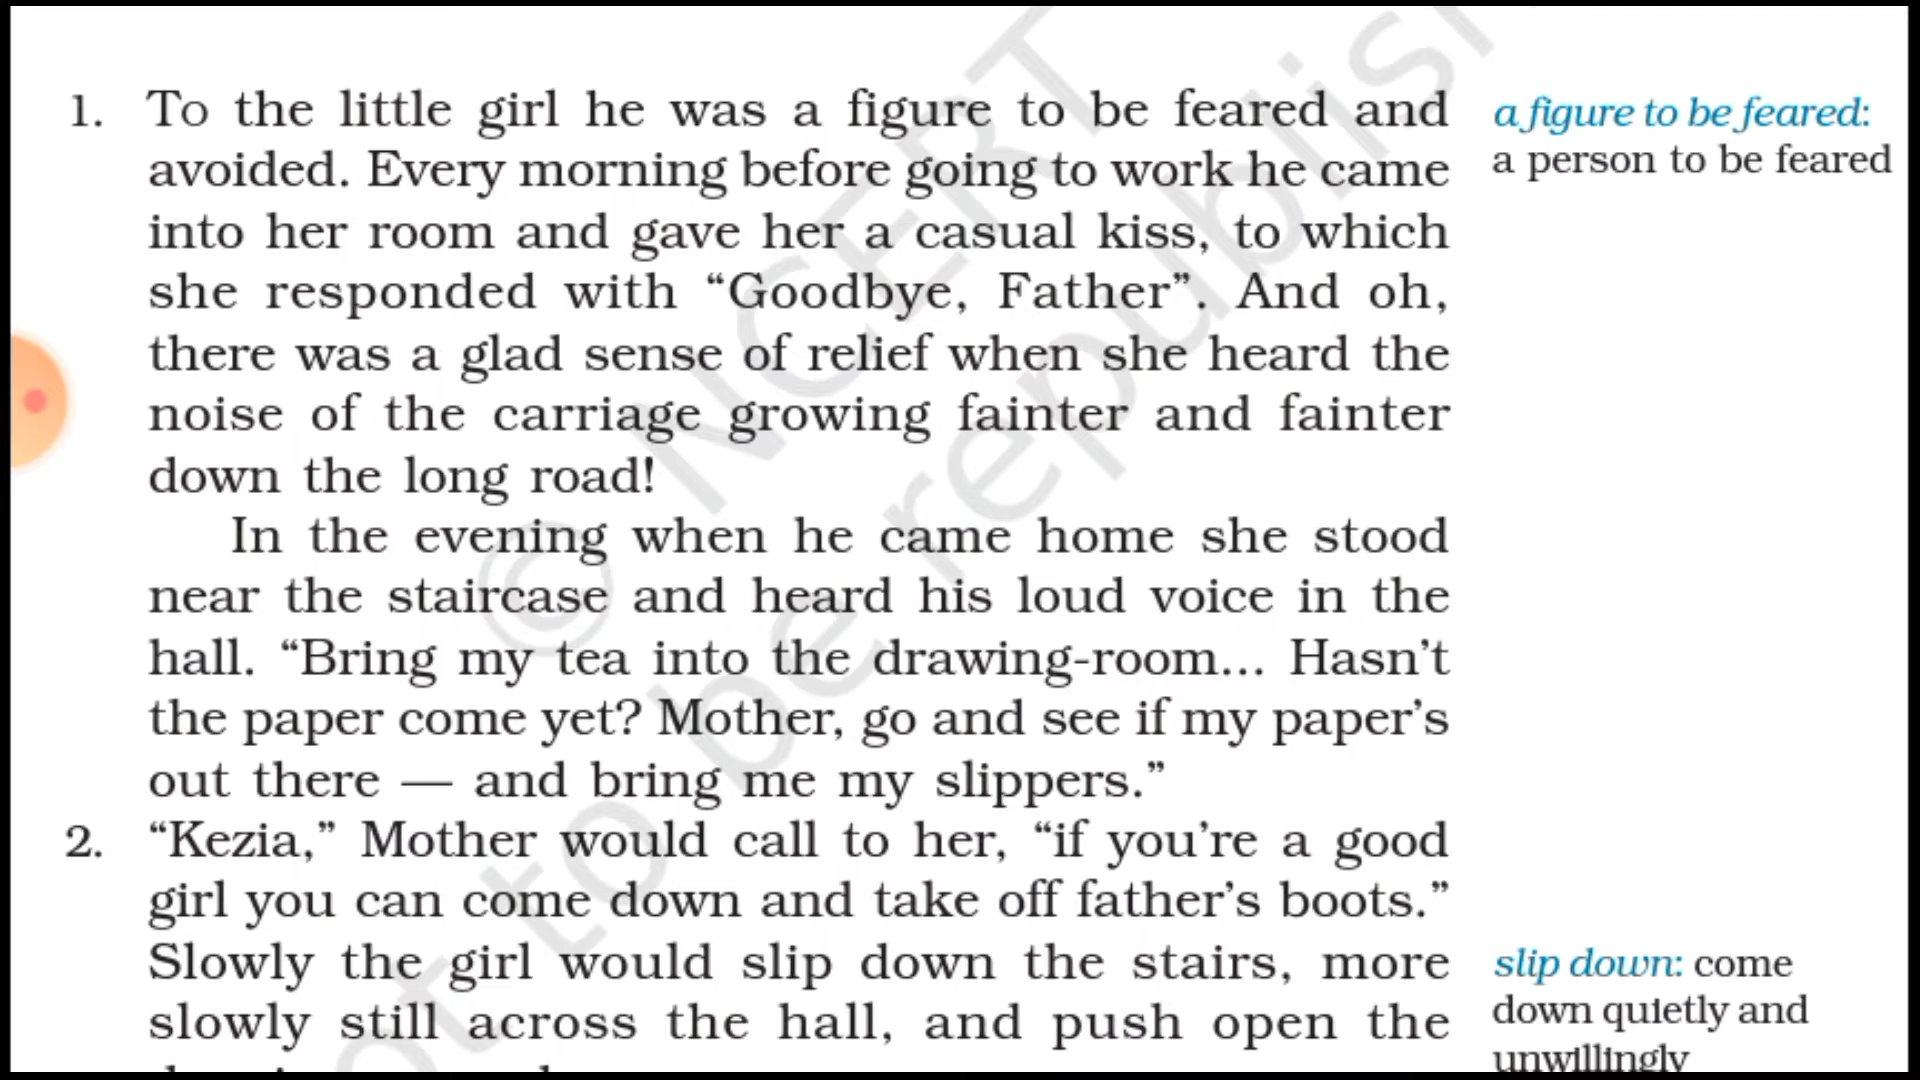 1. To the little girl he was a figure to be feared and
avoided. Every morning before going to work he came
into her room and gave her a casual kiss, to which
she responded with “Goodbye, Father”. And oh,
there was a glad sense of relief when she heard the
noise of the carriage growing fainter and fainter
down the long road!
In the evening when he came home she stood
near the staircase and heard his loud voice in the
hall. “Bring my tea into the drawing-room... Hasn’t
the paper come yet? Mother, go and see if my paper’s
out there — and bring me my slippers.”
2. “Kezia,” Mother would call to her, “if you’re a good
girl you can come down and take off father’s boots.”
Slowly the girl would slip down the stairs, more
slowly still across the hall, and push open the
a figure to be feared:
a person to be feared
slip down: come
down quietly and
unwillingly
© NCERT
to be republis